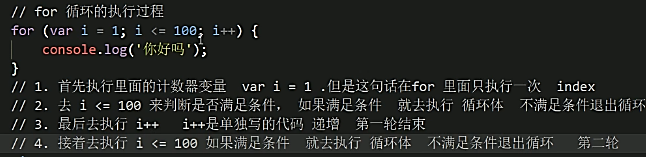 // for 循环的执行过程
for (var i = 1; i <= 100; i++) {
console.log('你好吗');
}
// 1. 首先执行里面的计数器变量 var i = 1 .但是这句话在for 里面只执行一次 index
// 2. 去 i <= 100 来判断是否满足条件, 如果满足条件 就去执行 循环体 不满足条件退出循环
// 3. 最后去执行 i++ i++是单独写的代码 递增 第一轮结束
// 4. 接着去执行 i <= 100 如果满足条件 就去执行 循环体 不满足条件退出循环 第二轮